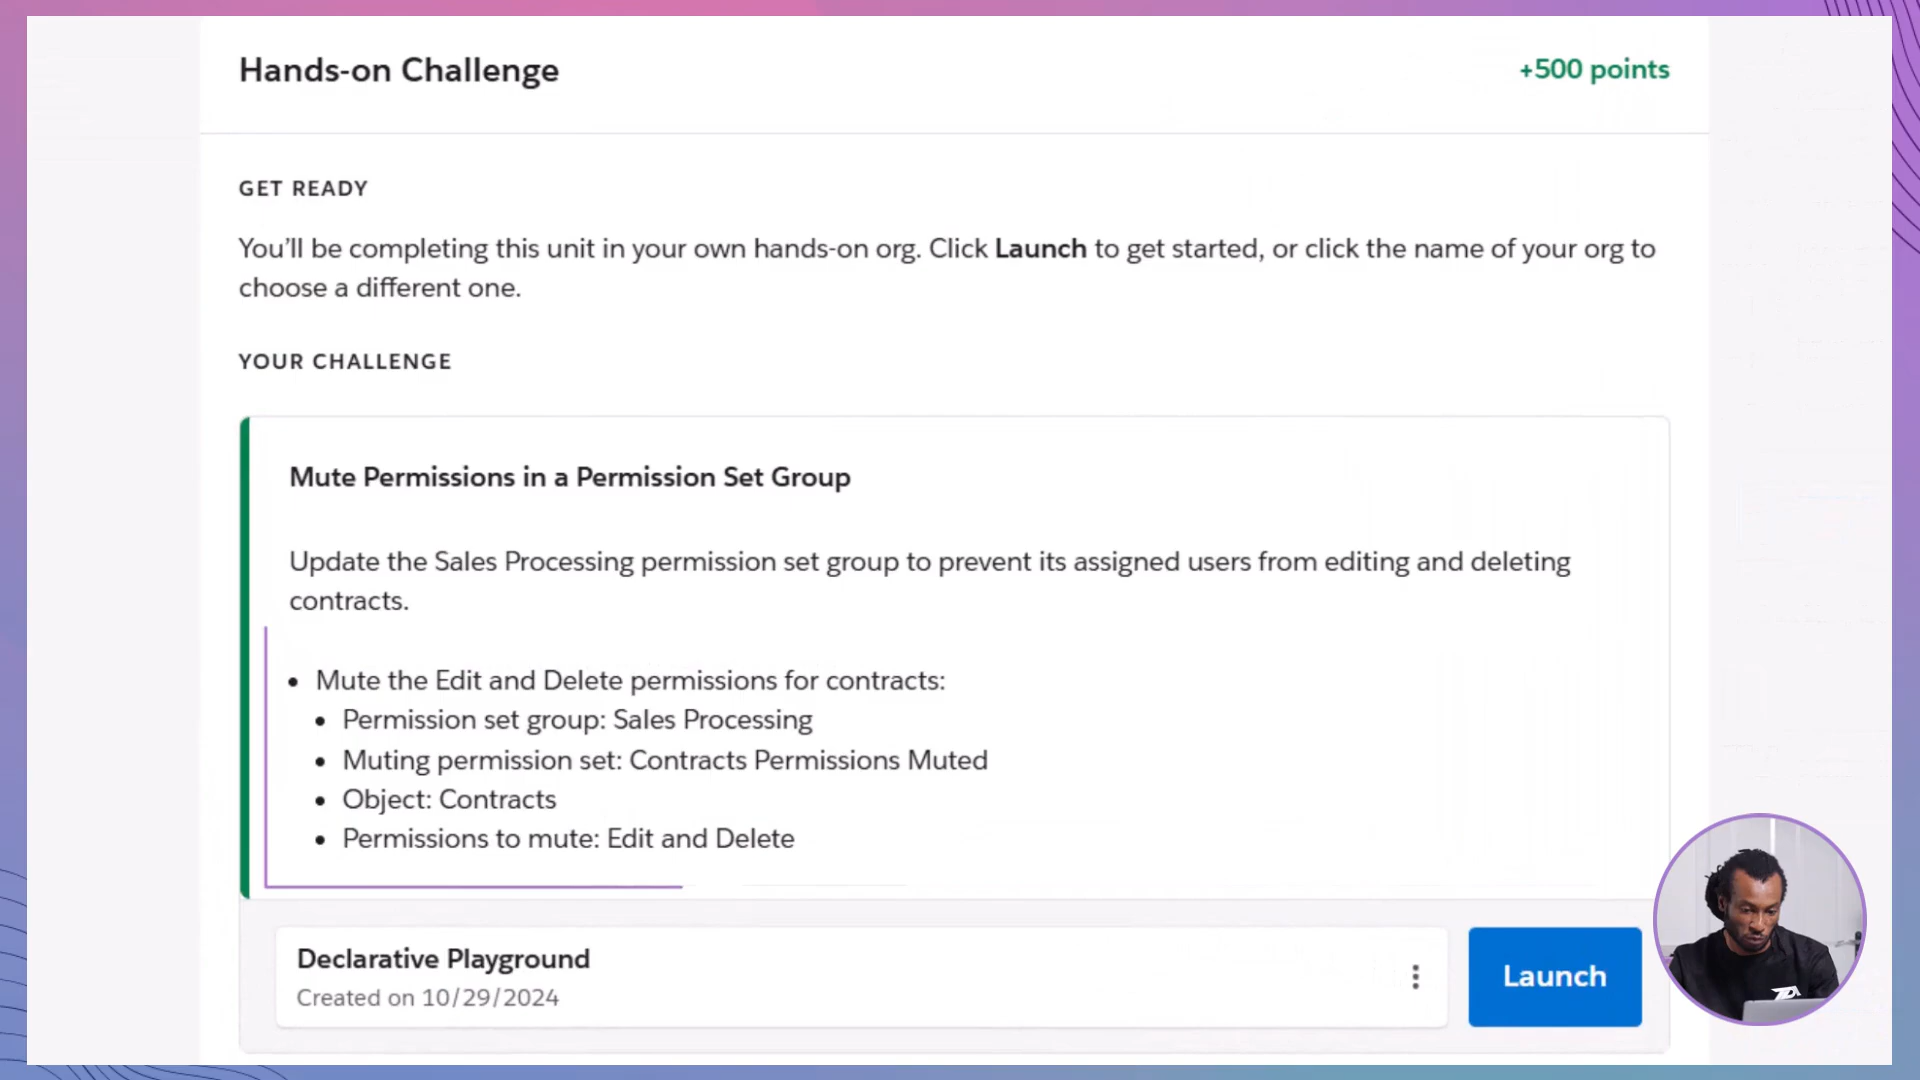 Hands-on Challenge
+500 points
GET READY
You'll be completing this unit in your own hands-on org. Click Launch to get started, or click the name of your org to
choose a different one.
YOUR CHALLENGE
Mute Permissions in a Permission Set Group
Update the Sales Processing permission set group to prevent its assigned users from editing and deleting
contracts.
• Mute the Edit and Delete permissions for contracts:
• Permission set group: Sales Processing
• Muting permission set: Contracts Permissions Muted
• Object: Contracts
• Permissions to mute: Edit and Delete
Declarative Playground
Created on 10/29/2024
Launch